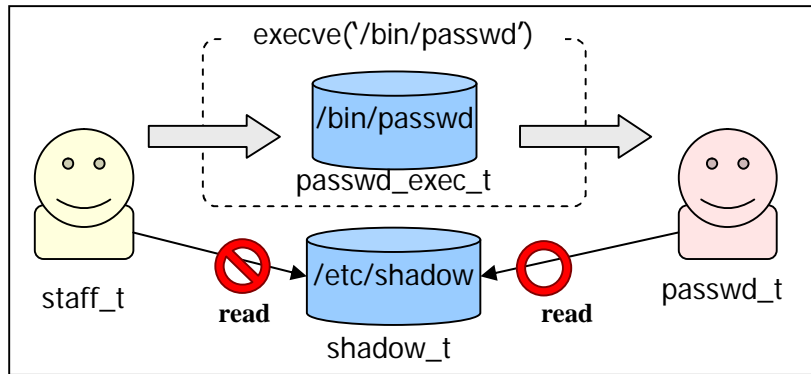 execve(‘/bin/passwd’)
/bin/passwd
passwd_exec_t
/etc/shadow
staff_t
read
read
passwd_t
shadow_t